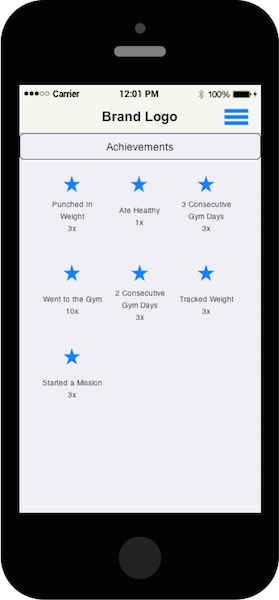 Carrier 12:01 PM 100%
Brand Logo
Achievements
Punched In
Weight
3x
Ate Healthy
1x
3 Consecutive
Gym Days
3x
Went to the Gym
10x
2 Consecutive
Gym Days
3x
Tracked Weight
3x
Started a Mission
3x